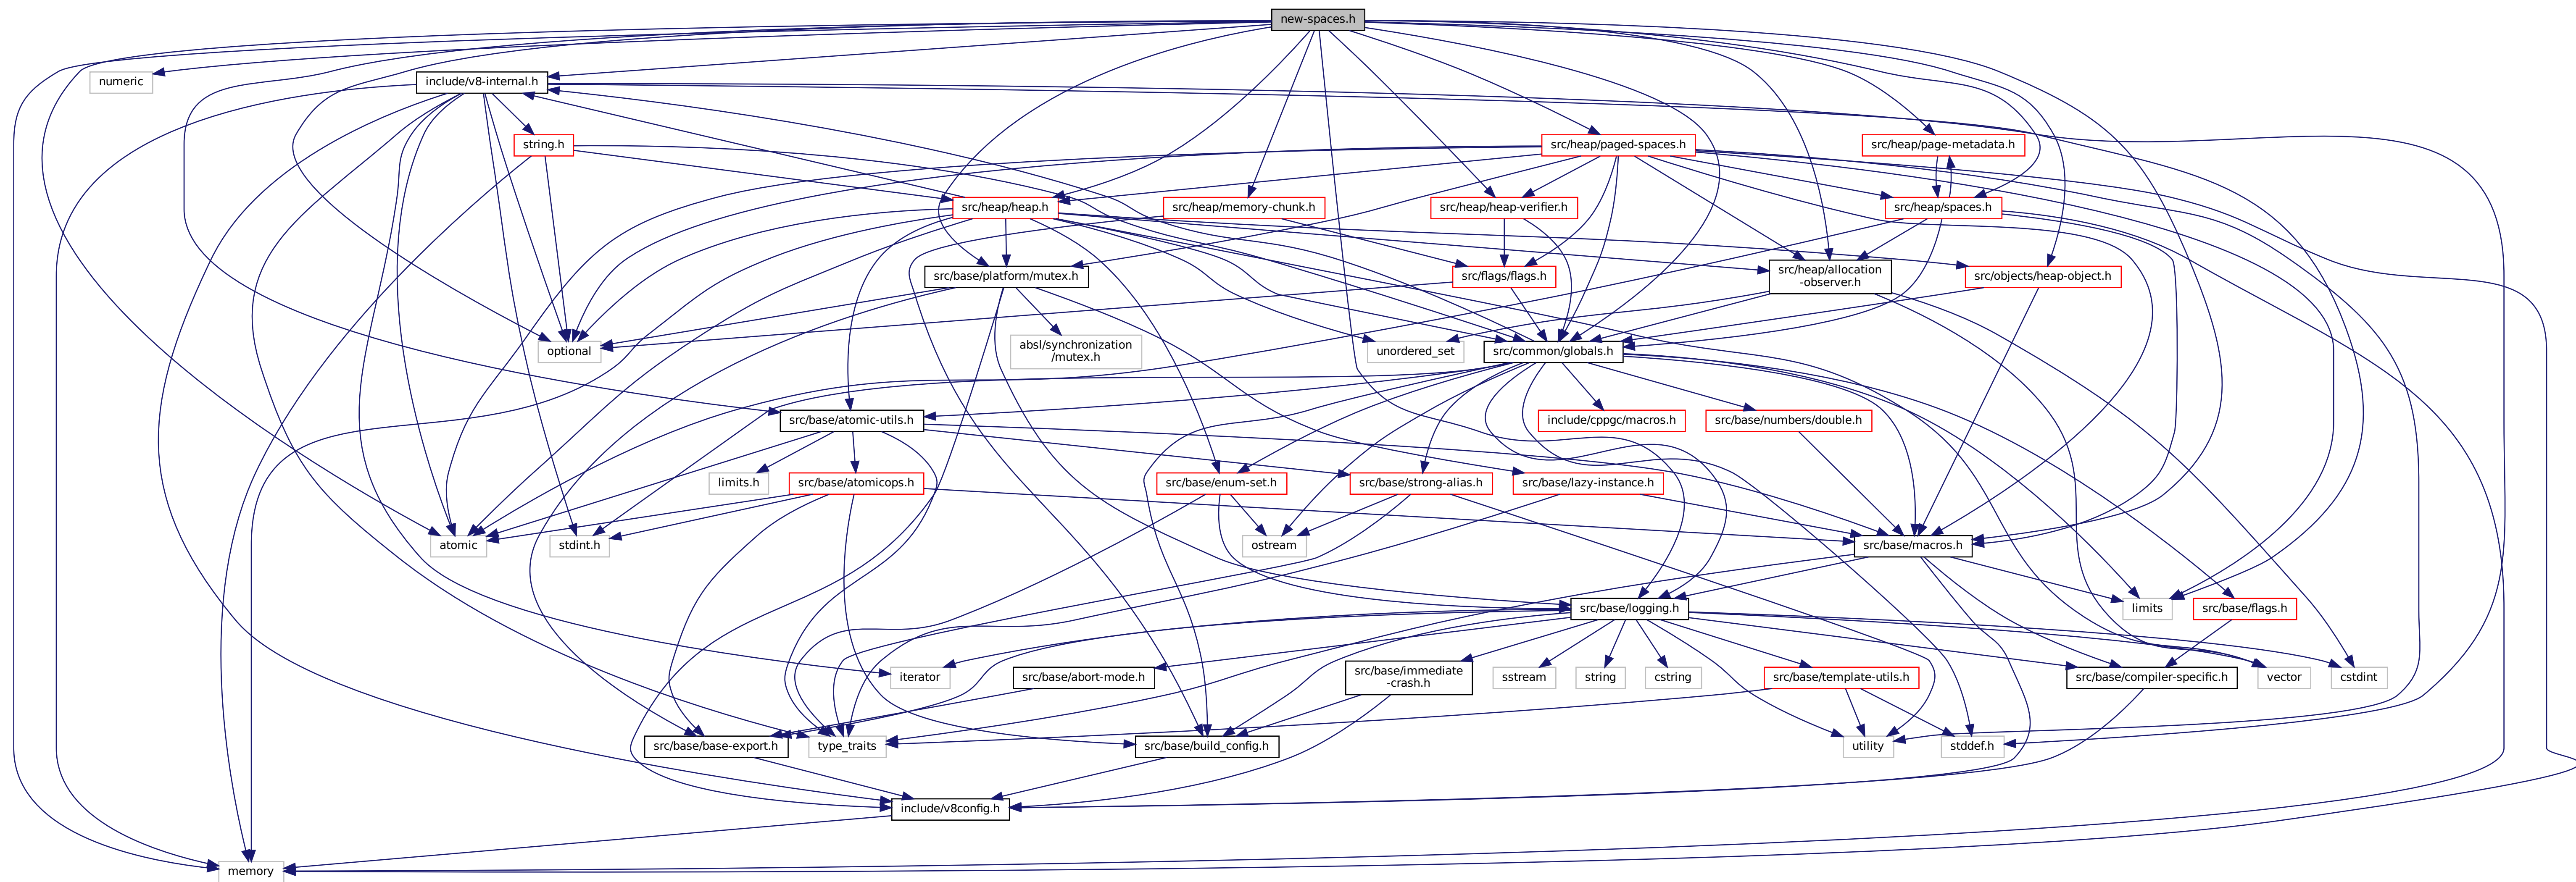 new-spaces.h
numeric
include/v8-internal.h
string.h
src/heap/paged-spaces.h
src/heap/page-metadata.h
src/heap/heap.h
src/heap/memory-chunk.h
src/heap/heap-verifier.h
src/heap/spaces.h
src/base/platform/mutex.h
src/flags/flags.h
src/heap/allocation
-observer.h
src/objects/heap-object.h
optional
absl/synchronization
/mutex.h
unordered_set
src/common/globals.h
src/base/atomic-utils.h
include/cppgc/macros.h
src/base/numbers/double.h
limits.h
src/base/atomicops.h
src/base/enum-set.h
src/base/strong-alias.h
src/base/lazy-instance.h
atomic
stdint.h
ostream
src/base/macros.h
src/base/logging.h
limits
src/base/flags.h
iterator
src/base/abort-mode.h
src/base/immediate
-crash.h
sstream
string
cstring
src/base/template-utils.h
src/base/compiler-specific.h
vector
cstdint
src/base/base-export.h
type_traits
src/base/build_config.h
utility
stddef.h
include/v8config.h
memory